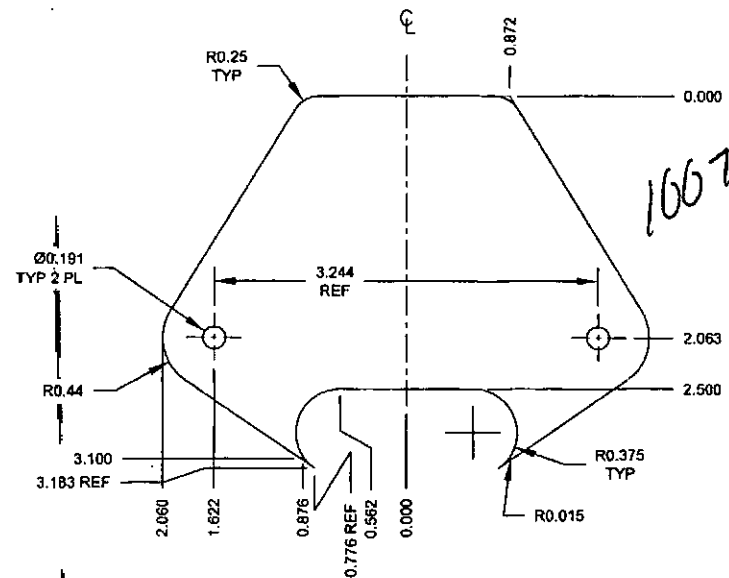 ℄
0.872
R0.25
TYP
0.000
1007
Ø0.191
TYP 2 PL
3.244
REF
2.063
R0.44
2.500
3.100
3.183 REF
R0.375
TYP
R0.015
2.060
1.622
0.876
0.776 REF
0.562
0.000